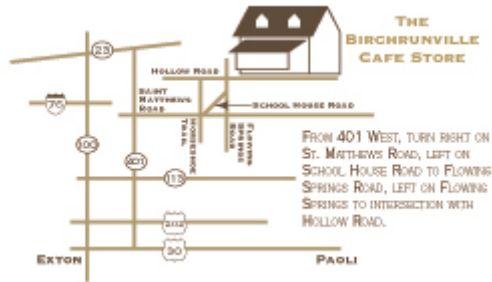 The
Birchrunville
Cafe Store
23
Hollow Road
Saint
Matthews
Road
School House Road
76
Horseshoe
Trail
Flowing
Springs
Road
100
401
113
202
30
Exton
Paoli
From 401 West, turn right on
St. Matthews Road, left on
School House Road to Flowing
Springs Road, left on Flowing
Springs to intersection with
Hollow Road.